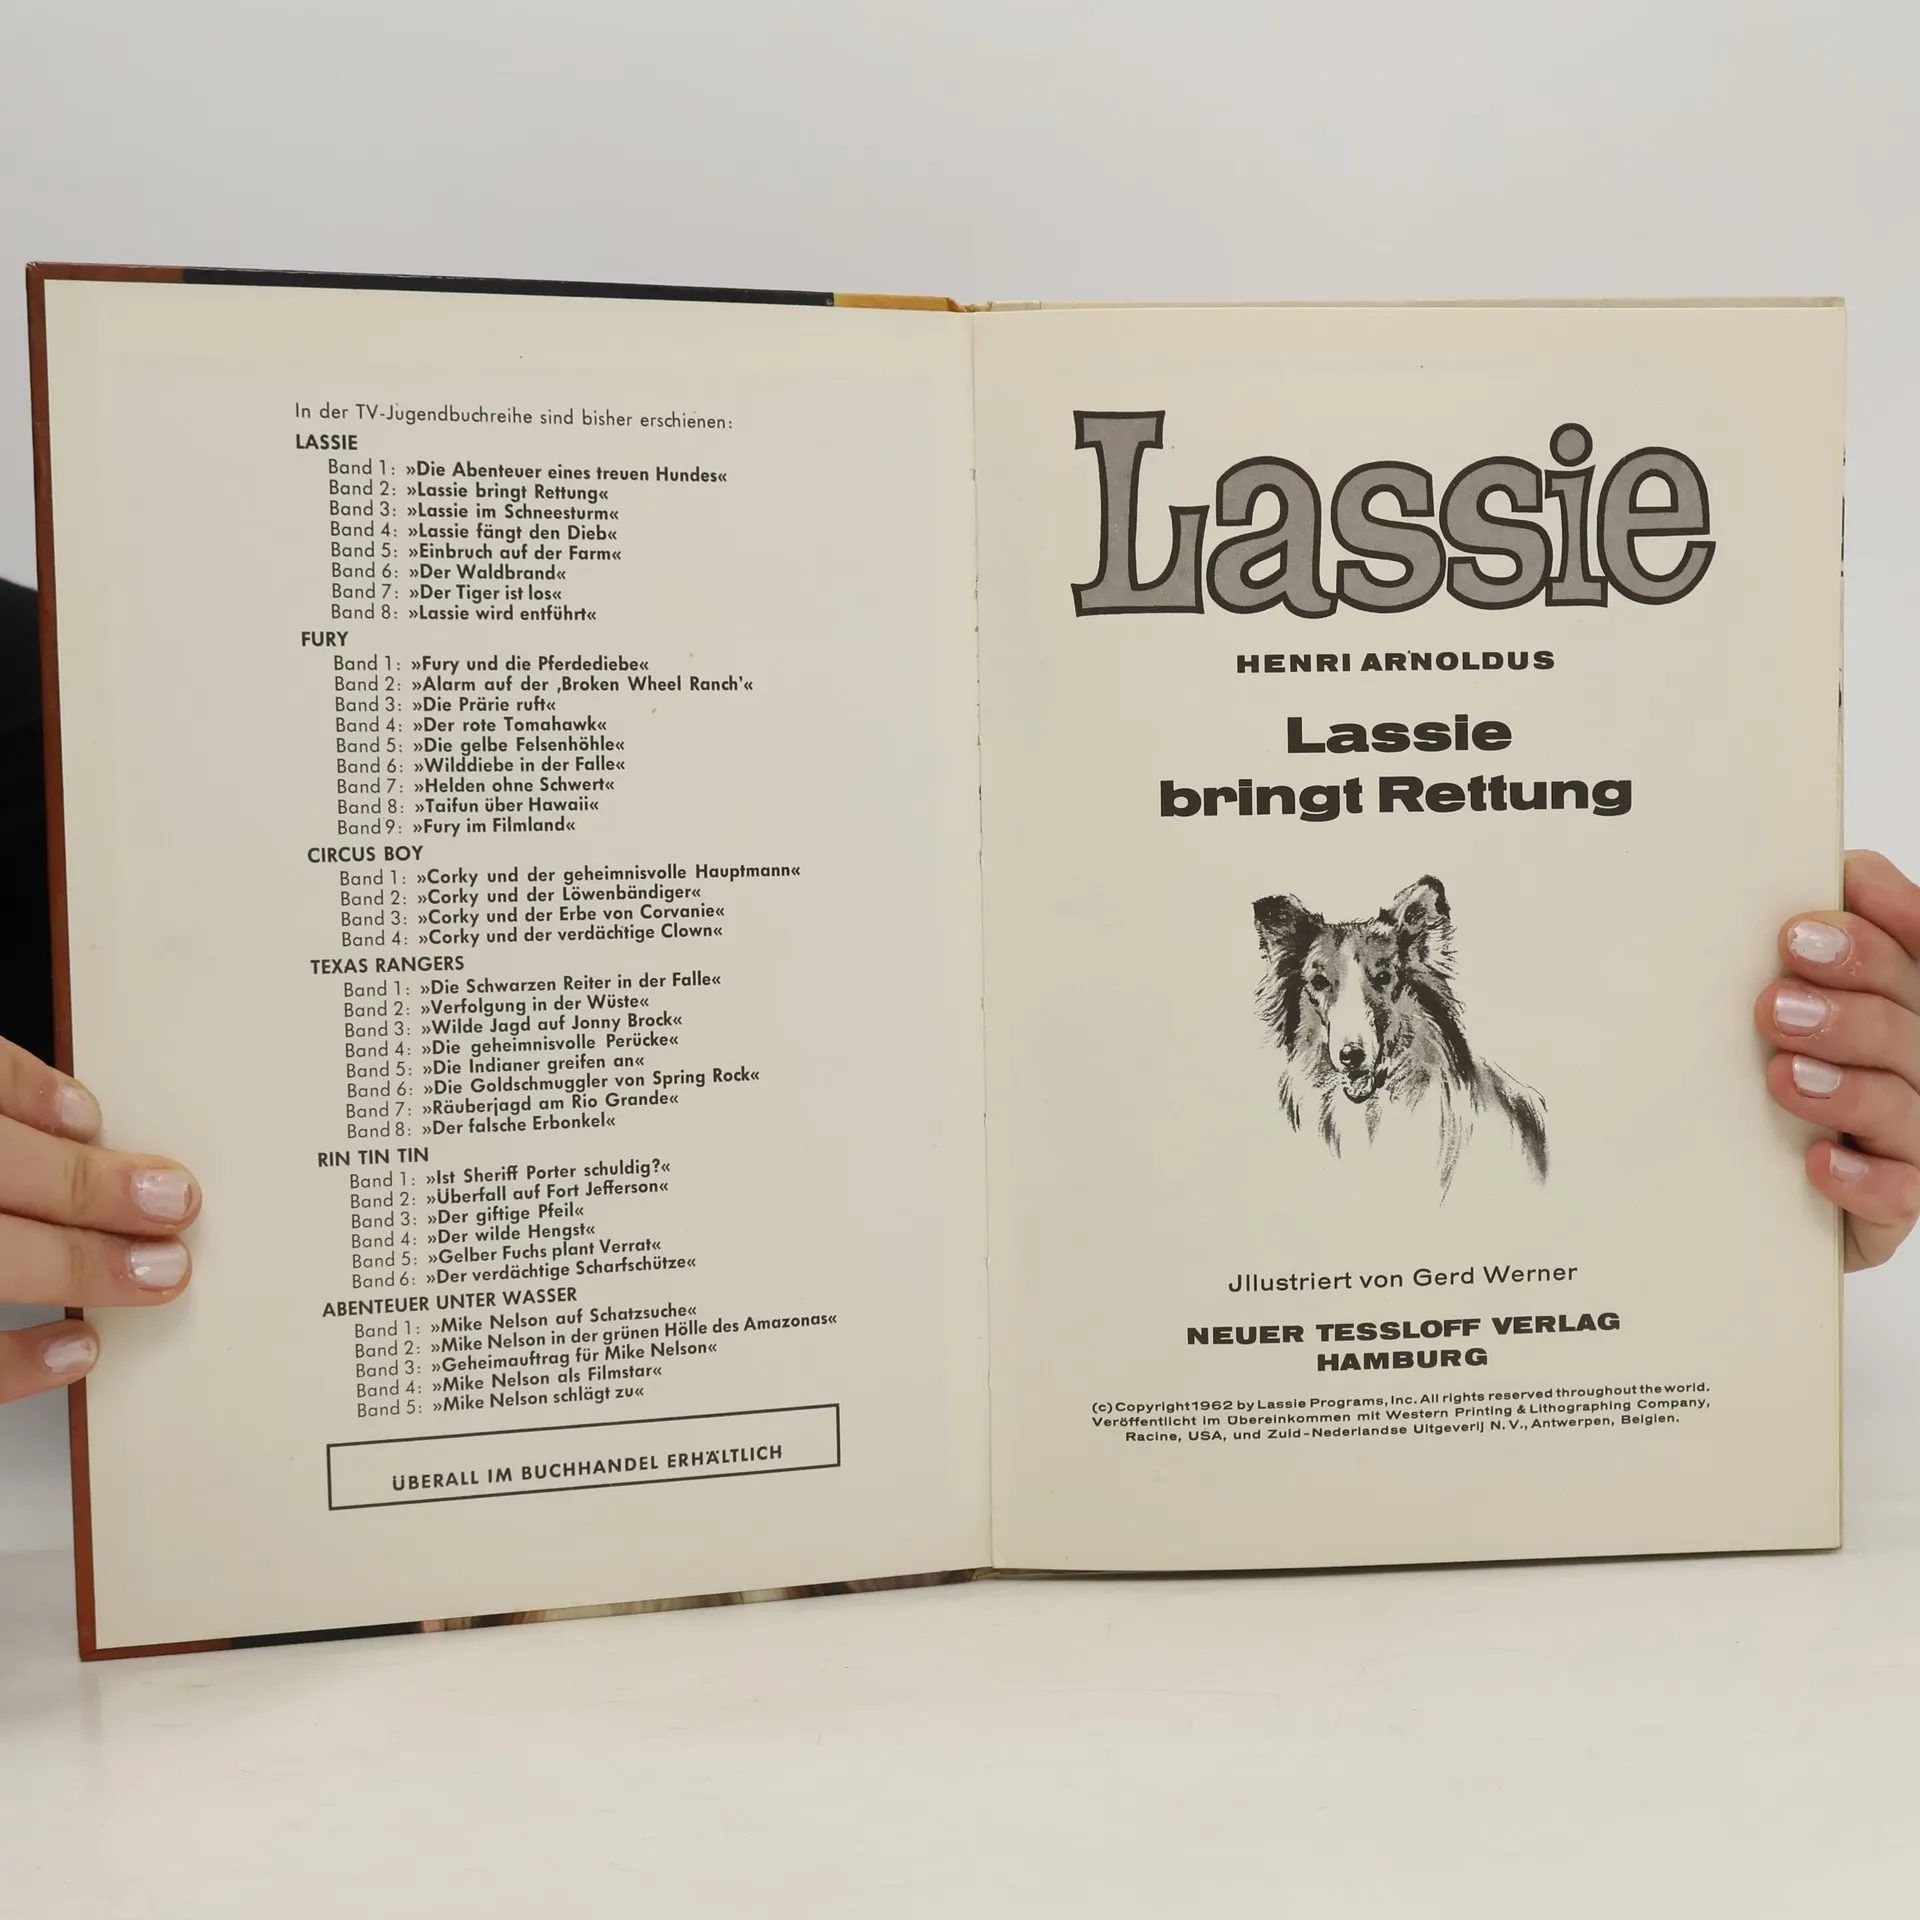 In der TV-Jugendbuchreihe sind bisher erschienen:
LASSIE
Band 1: »Die Abenteuer eines treuen Hundes«
Band 2: »Lassie bringt Rettung«
Band 3: »Lassie im Schneesturm«
Band 4: »Lassie fängt den Dieb«
Band 5: »Einbruch auf der Farm«
Band 6: »Der Waldbrand«
Band 7: »Der Tiger ist los«
Band 8: »Lassie wird entführt«
FURY
Band 1: »Fury und die Pferdediebe«
Band 2: »Alarm auf der ‚Broken Wheel Ranch'«
Band 3: »Die Prärie ruft«
Band 4: »Der rote Tomahawk«
Band 5: »Die gelbe Felsenhöhle«
Band 6: »Wilddiebe in der Falle«
Band 7: »Helden ohne Schwert«
Band 8: »Taifun über Hawaii«
Band 9: »Fury im Filmland«
CIRCUS BOY
Band 1: »Corky und der geheimnisvolle Hauptmann«
Band 2: »Corky und der Löwenbändiger«
Band 3: »Corky und der Erbe von Corvanie«
Band 4: »Corky und der verdächtige Clown«
TEXAS RANGERS
Band 1: »Die Schwarzen Reiter in der Falle«
Band 2: »Verfolgung in der Wüste«
Band 3: »Wilde Jagd auf Jonny Brock«
Band 4: »Die geheimnisvolle Perücke«
Band 5: »Die Indianer greifen an«
Band 6: »Die Goldschmuggler von Spring Rock«
Band 7: »Räuberjagd am Rio Grande«
Band 8: »Der falsche Erbonkel«
RIN TIN TIN
Band 1: »Ist Sheriff Porter schuldig?«
Band 2: »Überfall auf Fort Jefferson«
Band 3: »Der giftige Pfeil«
Band 4: »Der wilde Hengst«
Band 5: »Gelber Fuchs plant Verrat«
Band 6: »Der verdächtige Scharfschütze«
ABENTEUER UNTER WASSER
Band 1: »Mike Nelson auf Schatzsuche«
Band 2: »Mike Nelson in der grünen Hölle des Amazonas«
Band 3: »Geheimauftrag für Mike Nelson«
Band 4: »Mike Nelson als Filmstar«
Band 5: »Mike Nelson schlägt zu«
ÜBERALL IM BUCHHANDEL ERHÄLTLICH
Lassie
HENRI ARNOLDUS
Lassie
bringt Rettung
JIlustriert von Gerd Werner
NEUER TESSLOFF VERLAG
HAMBURG
(c) Copyright 1962 by Lassie Programs, Inc. All rights reserved throughout the world.
Veröffentlicht im Übereinkommen mit Western Printing & Lithographing Company,
Racine, USA, und Zuid-Nederlandse Uitgeverij N. V., Antwerpen, Belgien.